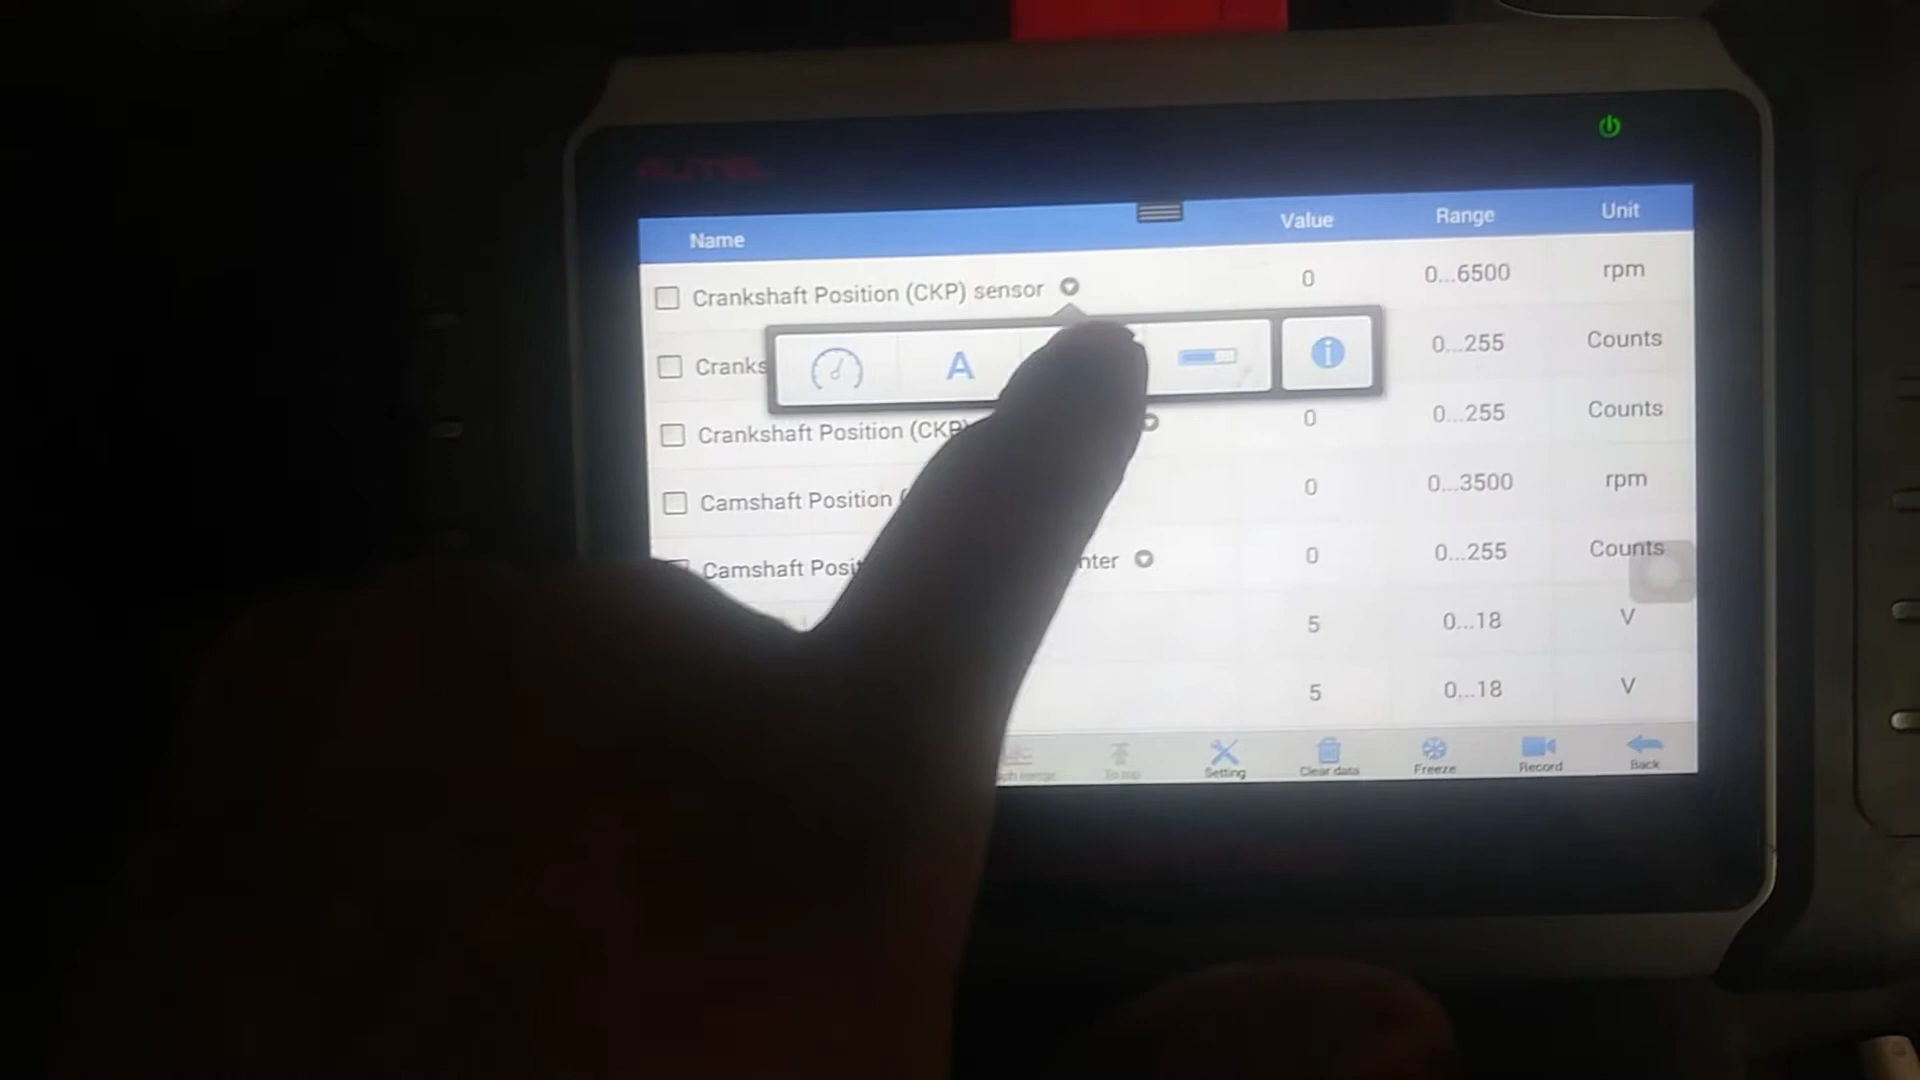 AUTEL
Name Value Range Unit
Crankshaft Position (CKP) sensor 0 0...6500 rpm
A i
Cranks 0...255 Counts
Crankshaft Position (CKP) 0 0...255 Counts
Camshaft Position 0 0...3500 rpm
Camshaft Posit nter 0 0...255 Counts
5 0...18 V
5 0...18 V
To top Setting Clear data Freeze Record Back